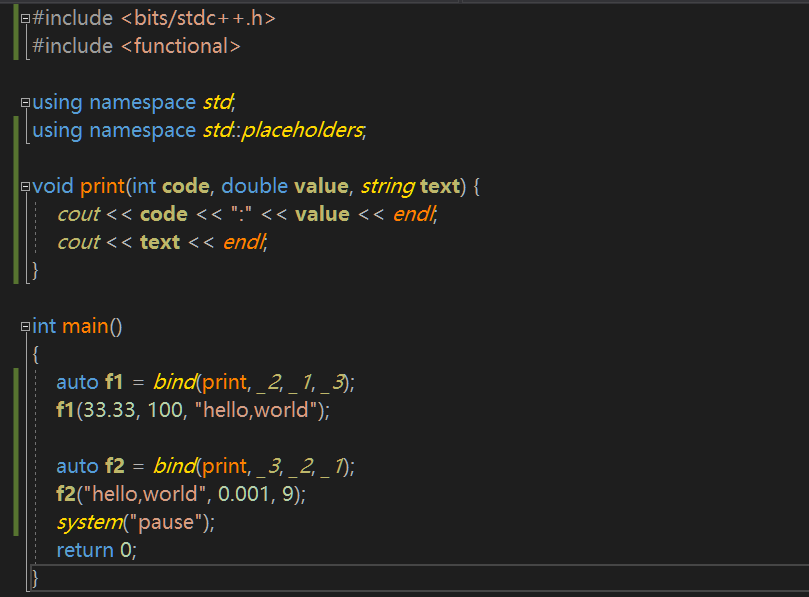 #include <bits/stdc++.h>
#include <functional>
using namespace std;
using namespace std::placeholders;
void print(int code, double value, string text) {
cout << code << ":" << value << endl;
cout << text << endl;
}
int main()
{
auto f1 = bind(print, _2, _1, _3);
f1(33.33, 100, "hello,world");
auto f2 = bind(print, _3, _2, _1);
f2("hello,world", 0.001, 9);
system("pause");
return 0;
}